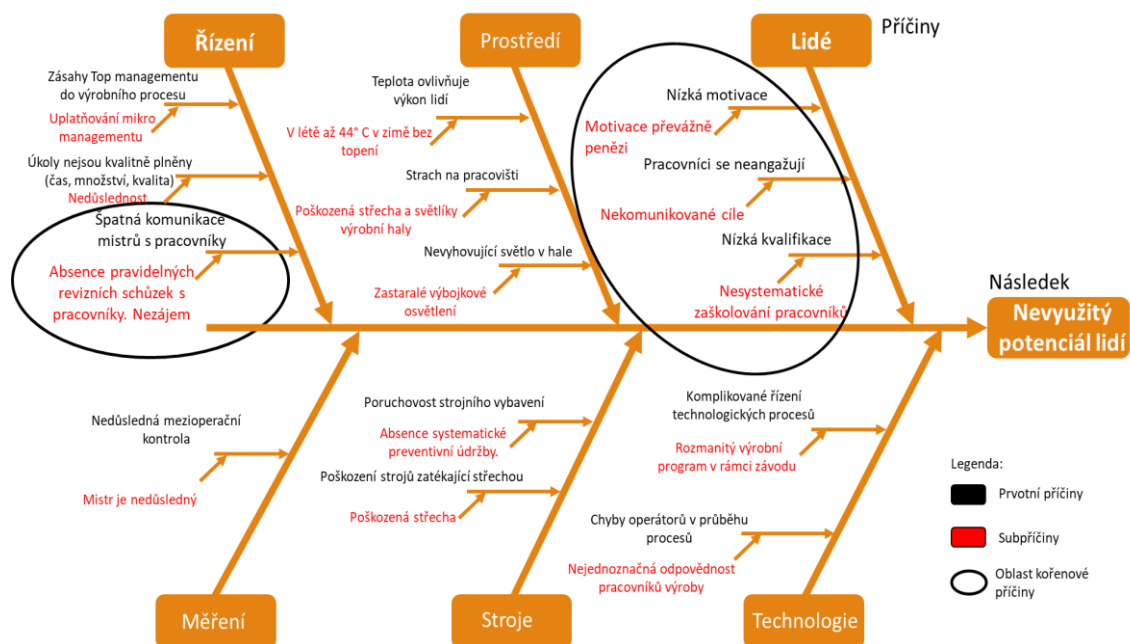 Řízení
Prostředí
Lidé
Příčiny
Zásahy Top managementu
do výrobního procesu
Uplatňování mikro
managementu
Úkoly nejsou kvalitně plněny
(čas, množství, kvalita)
Nedůslednost
Špatná komunikace
mistrů s pracovníky
Absence pravidelných
revizních schůzek s
pracovníky. Nezájem
Teplota ovlivňuje
výkon lidí
V létě až 44° C v zimě bez
topení
Strach na pracovišti
Poškozená střecha a světlíky
výrobní haly
Nevyhovující světlo v hale
Zastaralé výbojkové
osvětlení
Nízká motivace
Motivace převážně
penězi
Pracovníci se neangažují
Nekomunikované cíle
Nízká kvalifikace
Nesystematické
zaškolování pracovníků
Následek
Nevyužitý
potenciál lidí
Nedůsledná mezioperační
kontrola
Mistr je nedůsledný
Poruchovost strojního vybavení
Absence systematické
preventivní údržby.
Poškození strojů zatékající střechou
Poškozená střecha
Komplikované řízení
technologických procesů
Rozmanitý výrobní
program v rámci závodu
Chyby operátorů v průběhu
procesů
Nejednoznačná odpovědnost
pracovníků výroby
Legenda:
Prvotní příčiny
Subpříčiny
Oblast kořenové
příčiny
Měření
Stroje
Technologie